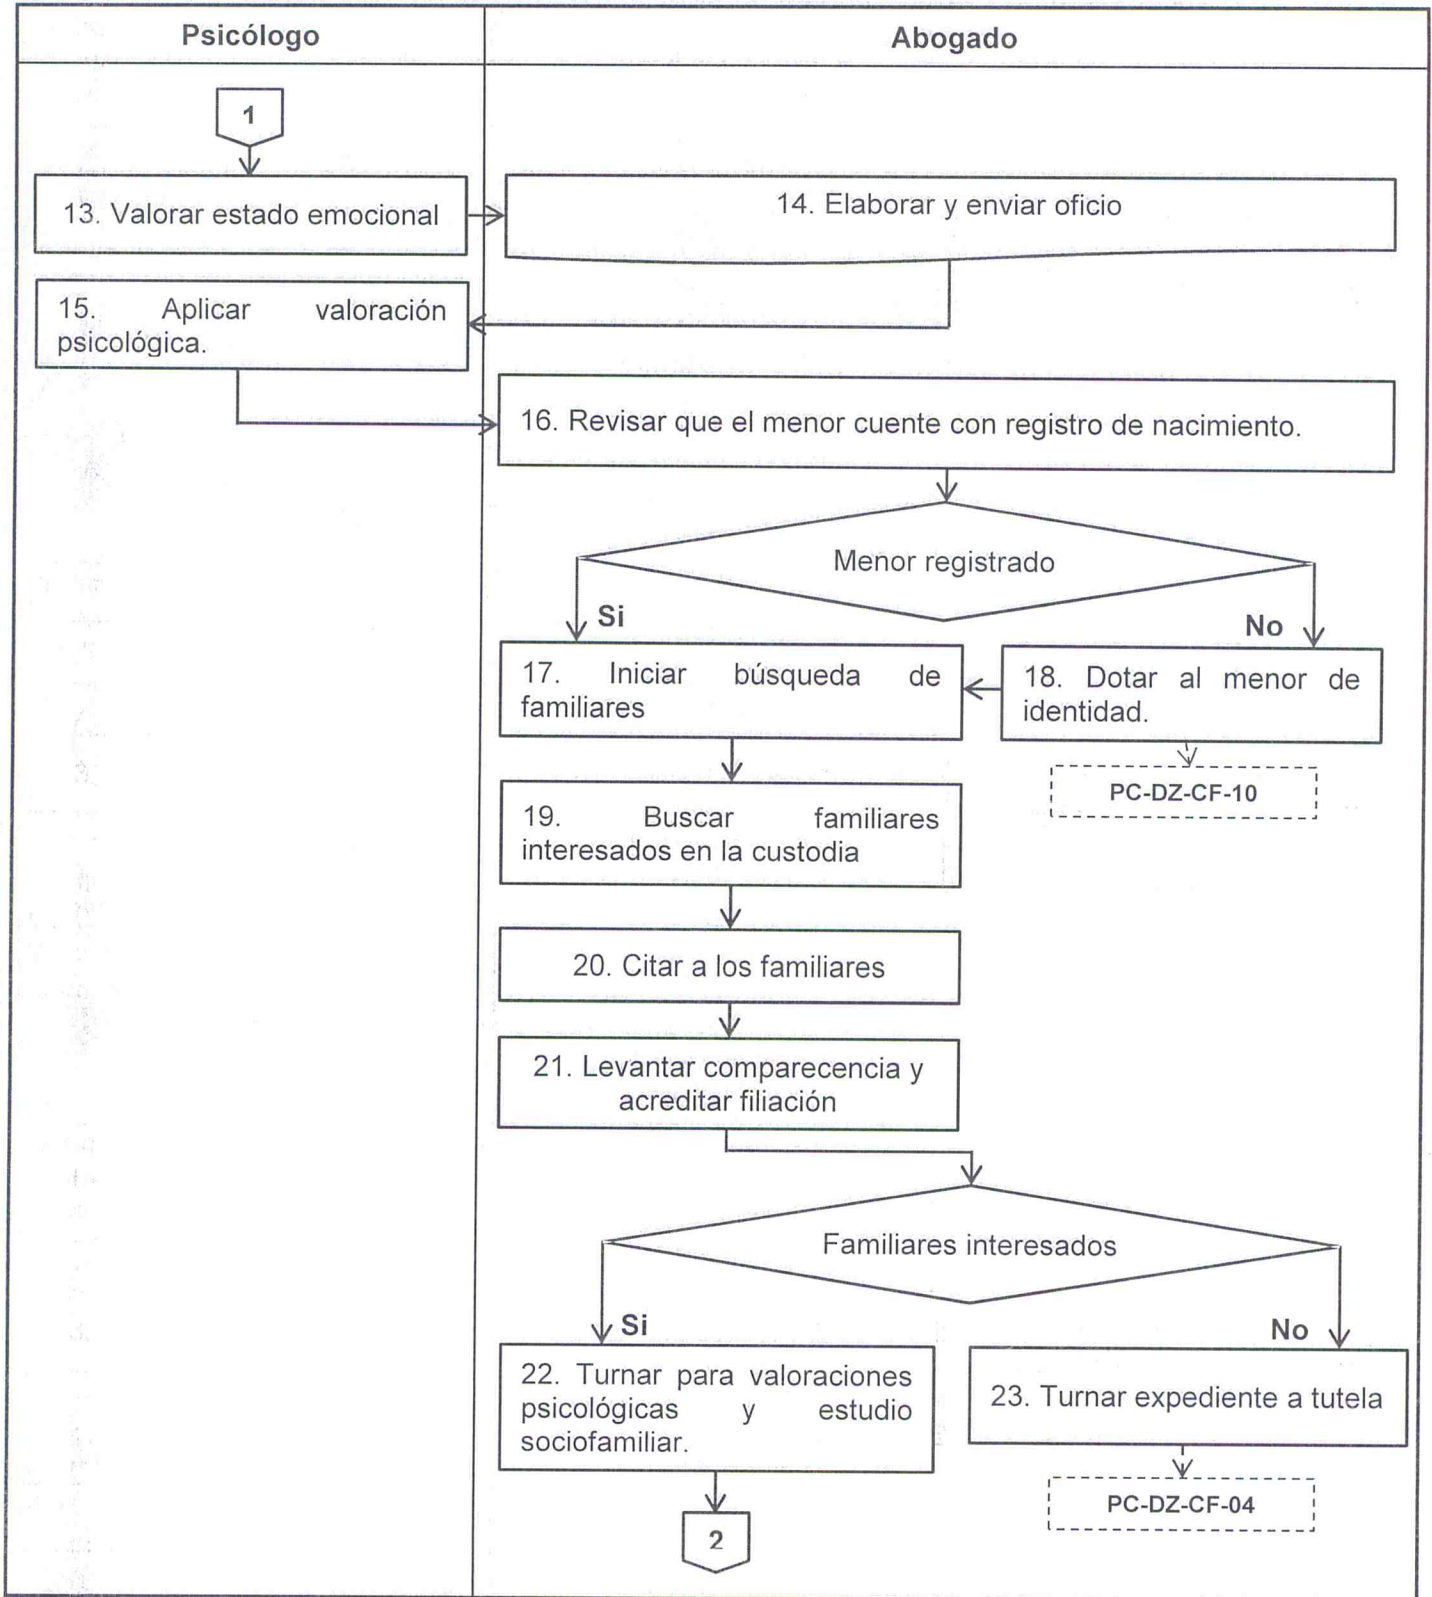 Psicólogo
Abogado
1
13. Valorar estado emocional
14. Elaborar y enviar oficio
15. Aplicar valoración
psicológica.
16. Revisar que el menor cuente con registro de nacimiento.
Menor registrado
Si
No
17. Iniciar búsqueda de
familiares
18. Dotar al menor de
identidad.
PC-DZ-CF-10
19. Buscar familiares
interesados en la custodia
20. Citar a los familiares
21. Levantar comparecencia y
acreditar filiación
Familiares interesados
Si
No
22. Turnar para valoraciones
psicológicas y estudio
sociofamiliar.
23. Turnar expediente a tutela
PC-DZ-CF-04
2